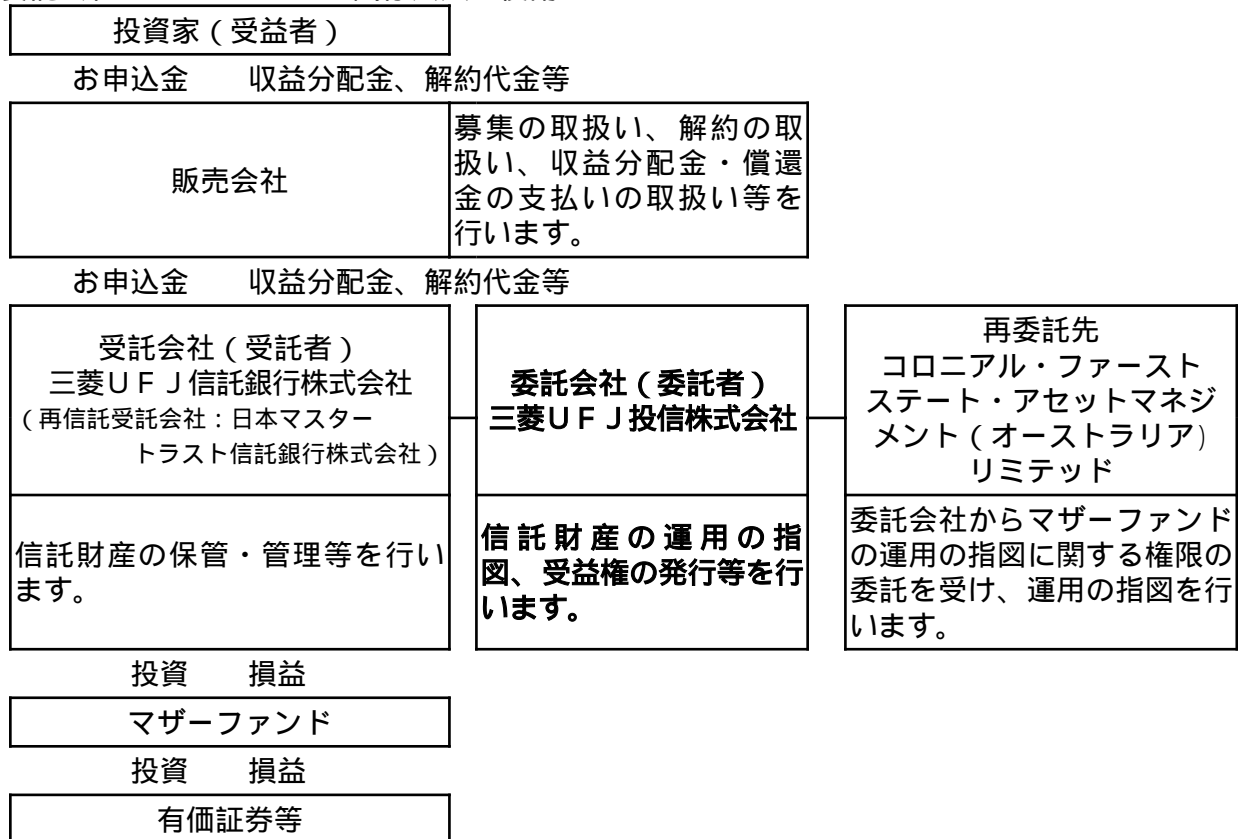 投資家（受益者）
お申込金　　収益分配金、解約代金等
販売会社
募集の取扱い、解約の取
扱い、収益分配金・償還
金の支払いの取扱い等を
行います。
お申込金　　収益分配金、解約代金等
受託会社（受託者）
三菱ＵＦＪ信託銀行株式会社
（再信託受託会社：日本マスター
トラスト信託銀行株式会社）
委託会社（委託者）
三菱ＵＦＪ投信株式会社
再委託先
コロニアル・ファースト
ステート・アセットマネジ
メント（オーストラリア)
リミテッド
信託財産の保管・管理等を行い
ます。
信託財産の運用の指
図、受益権の発行等を行
います。
委託会社からマザーファンド
の運用の指図に関する権限の
委託を受け、運用の指図を行
います。
投資　　損益
マザーファンド
投資　　損益
有価証券等